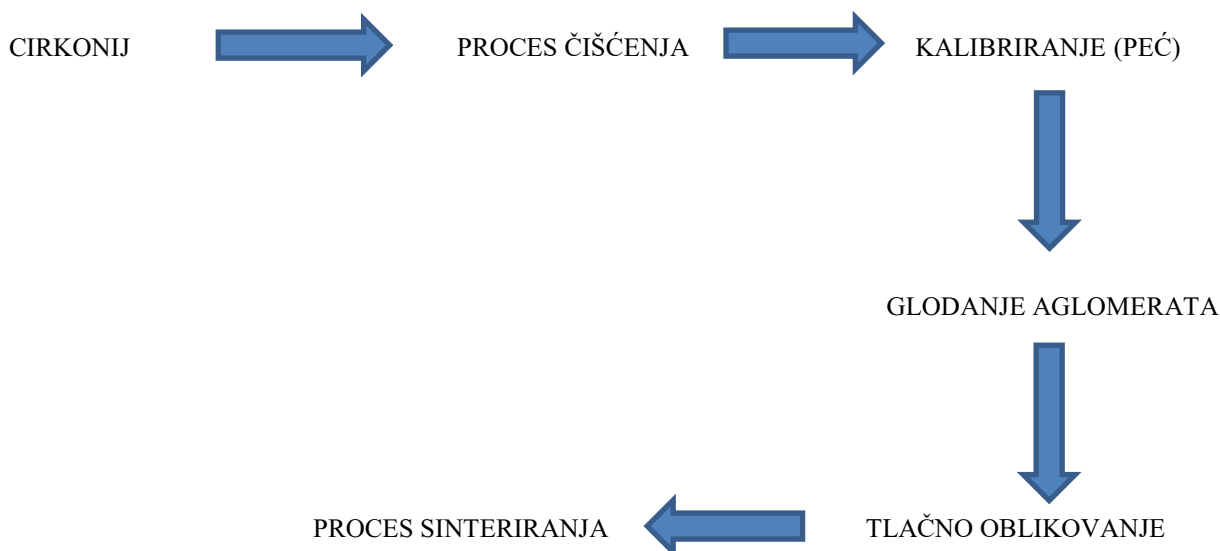 CIRKONIJ
PROCES ČIŠĆENJA
KALIBRIRANJE (PEĆ)
GLODANJE AGLOMERATA
TLAČNO OBLIKOVANJE
PROCES SINTERIRANJA